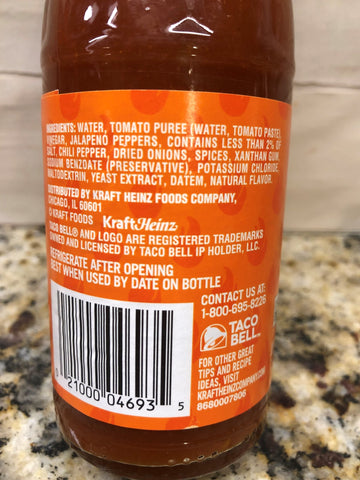 INGREDIENTS: WATER, TOMATO PUREE (WATER, TOMATO PASTE),
VINEGAR, JALAPENO PEPPERS, CONTAINS LESS THAN 2% OF
SALT, CHILI PEPPER, DRIED ONIONS, SPICES, XANTHAN GUM,
SODIUM BENZOATE (PRESERVATIVE), POTASSIUM CHLORIDE,
MALTODEXTRIN, YEAST EXTRACT, DATEM, NATURAL FLAVOR.
DISTRIBUTED BY KRAFT HEINZ FOODS COMPANY,
CHICAGO, IL 60601
© KRAFT FOODS KraftHeinz
TACO BELL® AND LOGO ARE REGISTERED TRADEMARKS
OWNED AND LICENSED BY TACO BELL IP HOLDER, LLC.
REFRIGERATE AFTER OPENING
BEST WHEN USED BY DATE ON BOTTLE
CONTACT US AT:
1-800-695-8226
TACO
BELL™
FOR OTHER GREAT
TIPS AND RECIPE
IDEAS, VISIT
KRAFTHEINZCOMPANY.COM
8680007806
0 21000 04693 5